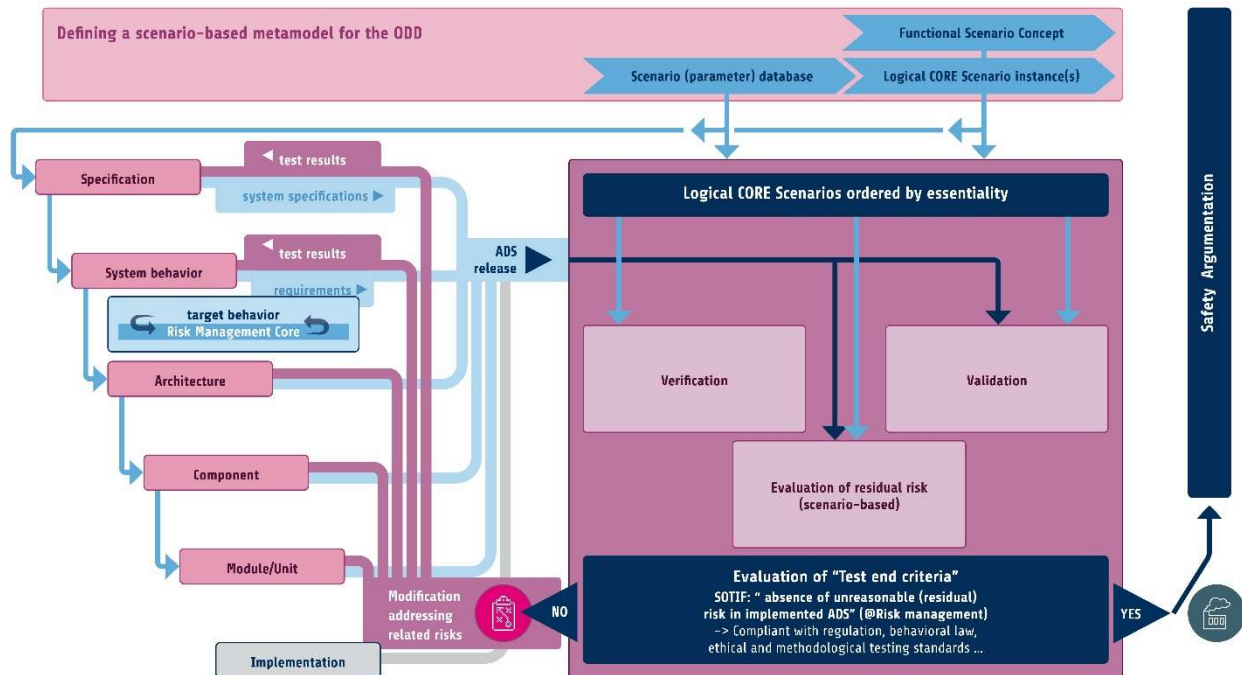 Defining a scenario-based metamodel for the ODD
Functional Scenario Concept
Scenario (parameter) database
Logical CORE Scenario instance(s)
Specification
test results
system specifications
System behavior
test results
requirements
target behavior
Risk Management Core
Architecture
Component
Module/Unit
Implementation
Modification
addressing
related risks
ADS
release
Logical CORE Scenarios ordered by essentiality
Verification
Validation
Evaluation of residual risk
(scenario-based)
NO
Evaluation of “Test end criteria”
SOTIF: “ absence of unreasonable (residual)
risk in implemented ADS” (@Risk management)
–> Compliant with regulation, behavioral law,
ethical and methodological testing standards ...
YES
Safety Argumentation